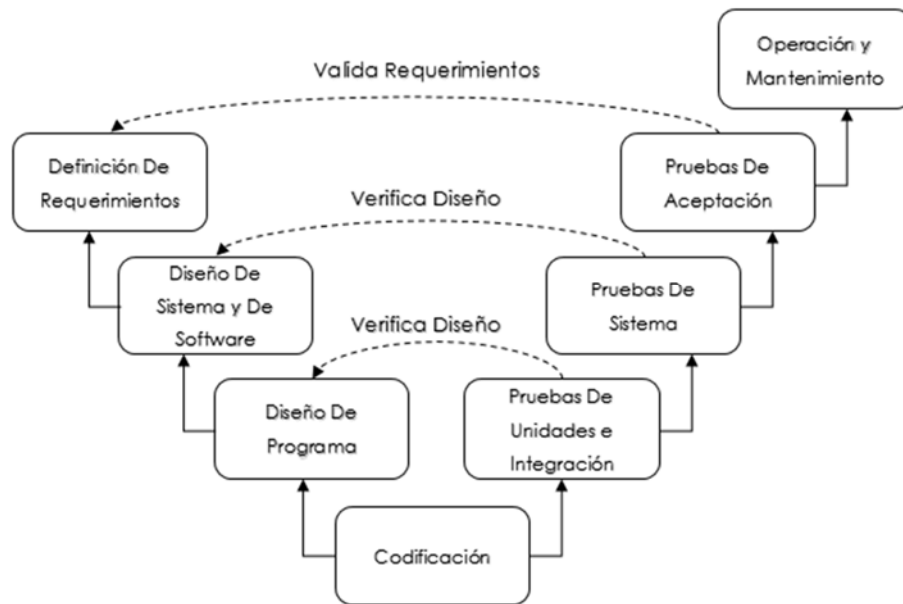 Operación y
Mantenimiento
Valida Requerimientos
Definición De
Requerimientos
Pruebas De
Aceptación
Verifica Diseño
Diseño De
Sistema y De
Software
Pruebas De
Sistema
Verifica Diseño
Diseño De
Programa
Pruebas De
Unidades e
Integración
Codificación